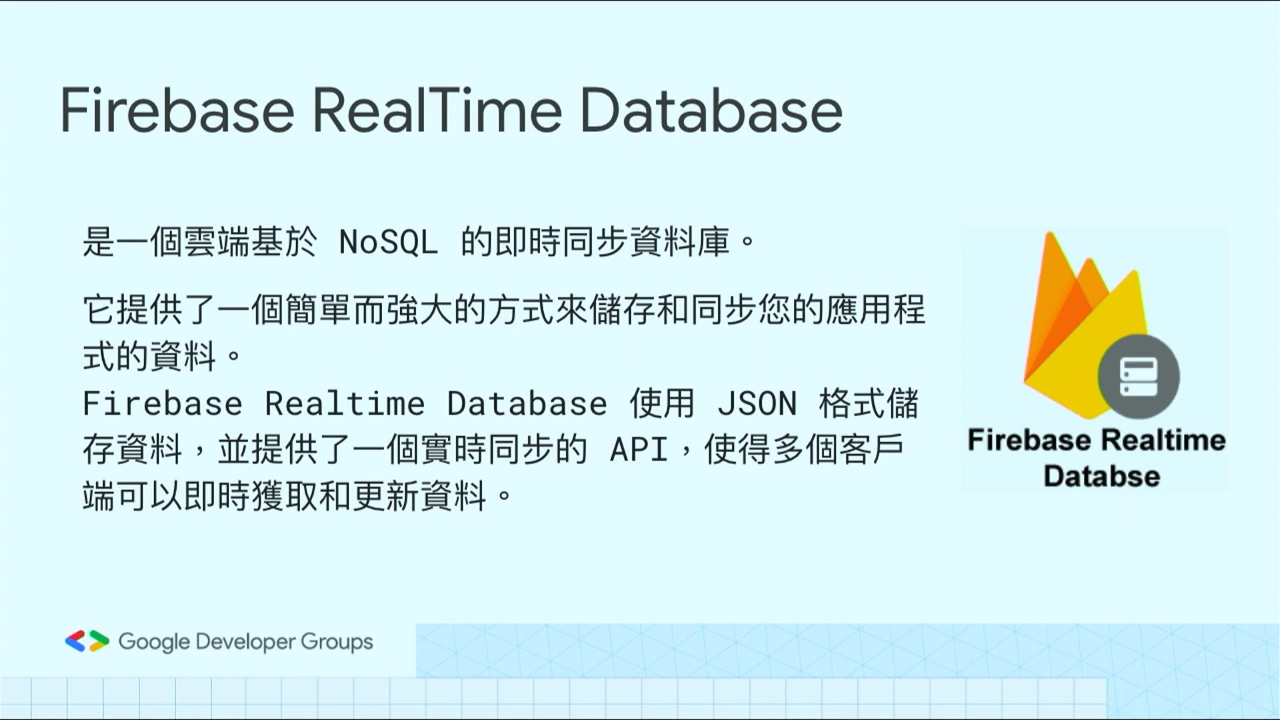 Firebase RealTime Database
是一個雲端基於 NoSQL 的即時同步資料庫。
它提供了一個簡單而強大的方式來儲存和同步您的應用程
式的資料。
Firebase Realtime Database 使用 JSON 格式儲
存資料，並提供了一個實時同步的 API，使得多個客戶
端可以即時獲取和更新資料。
Firebase Realtime
Databse
Google Developer Groups